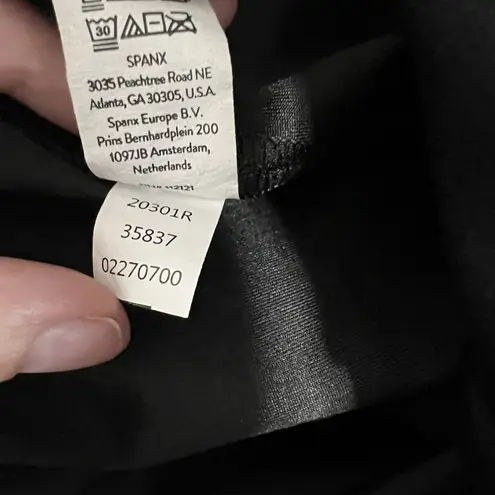 30
SPANX
3035 Peachtree Road NE
Atlanta, GA 30305, U.S.A.
Spanx Europe B.V.
Prins Bernhardplein 200
1097JB Amsterdam,
Netherlands
20301R
35837
02270700